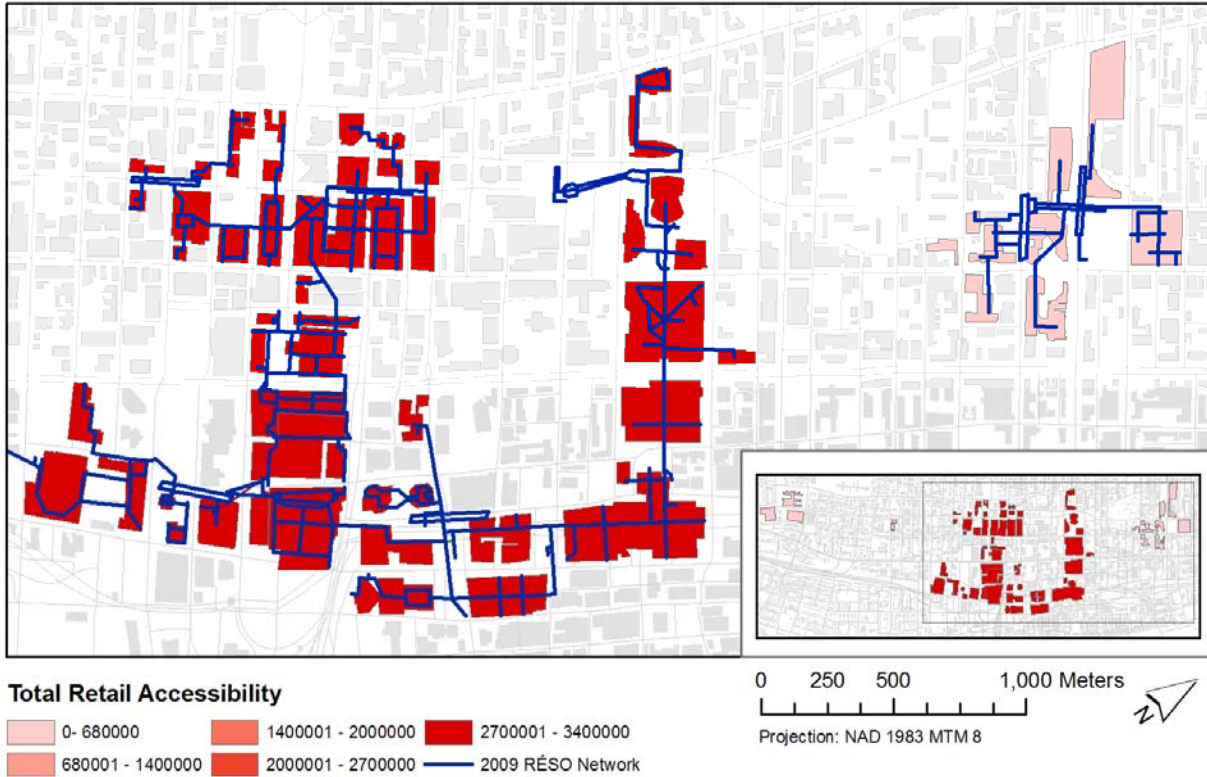 Total Retail Accessibility
0- 680000
680001 - 1400000
1400001 - 2000000
2000001 - 2700000
2700001 - 3400000
2009 RÉSO Network
0 250 500 1,000 Meters
Projection: NAD 1983 MTM 8
N